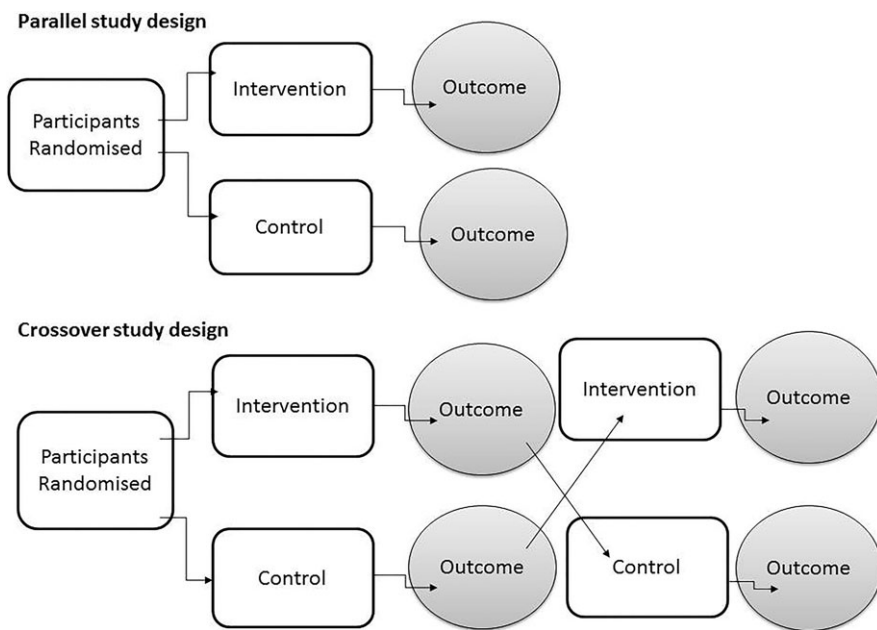 Parallel study design
Participants
Randomised
Intervention
Outcome
Control
Outcome
Crossover study design
Participants
Randomised
Intervention
Outcome
Intervention
Outcome
Control
Outcome
Control
Outcome